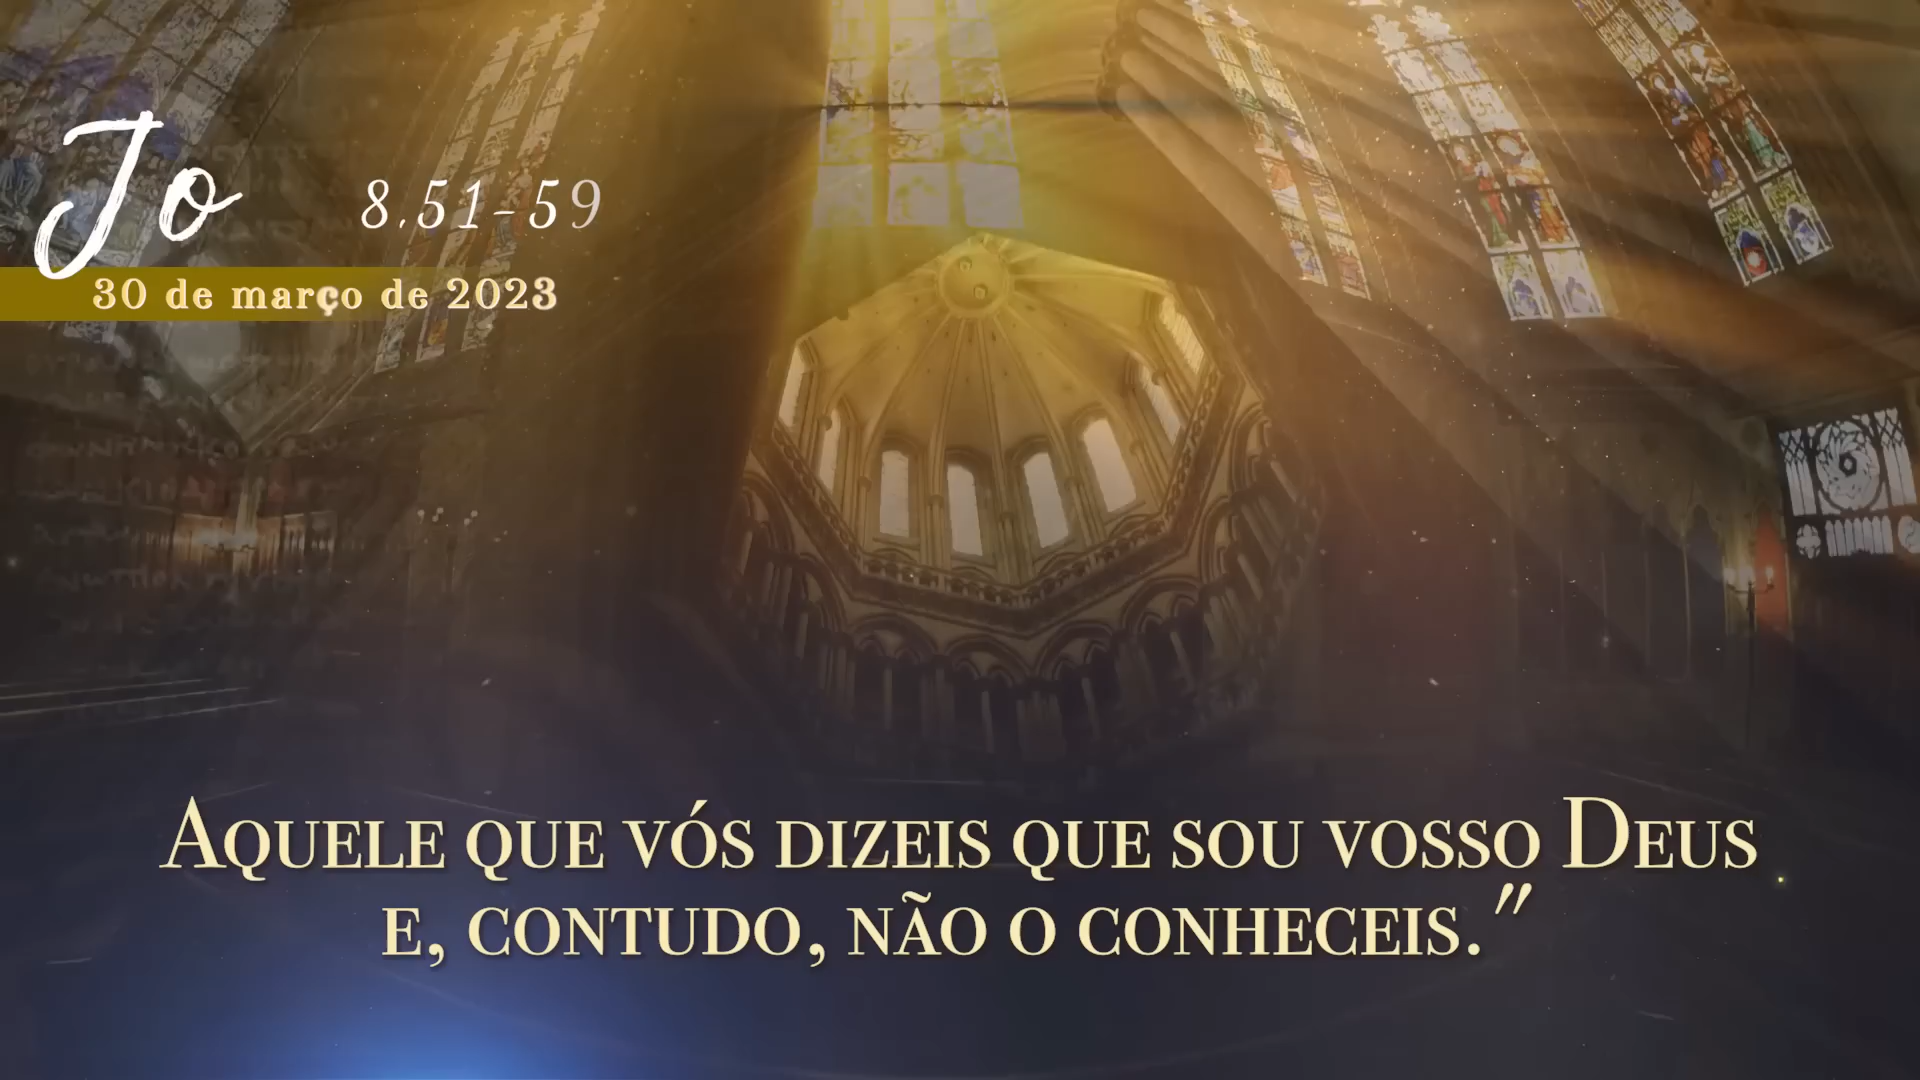 Jo 8,51-59
30 de março de 2023
Aquele que vós dizeis que sou vosso Deus
e, contudo, não o conheceis."